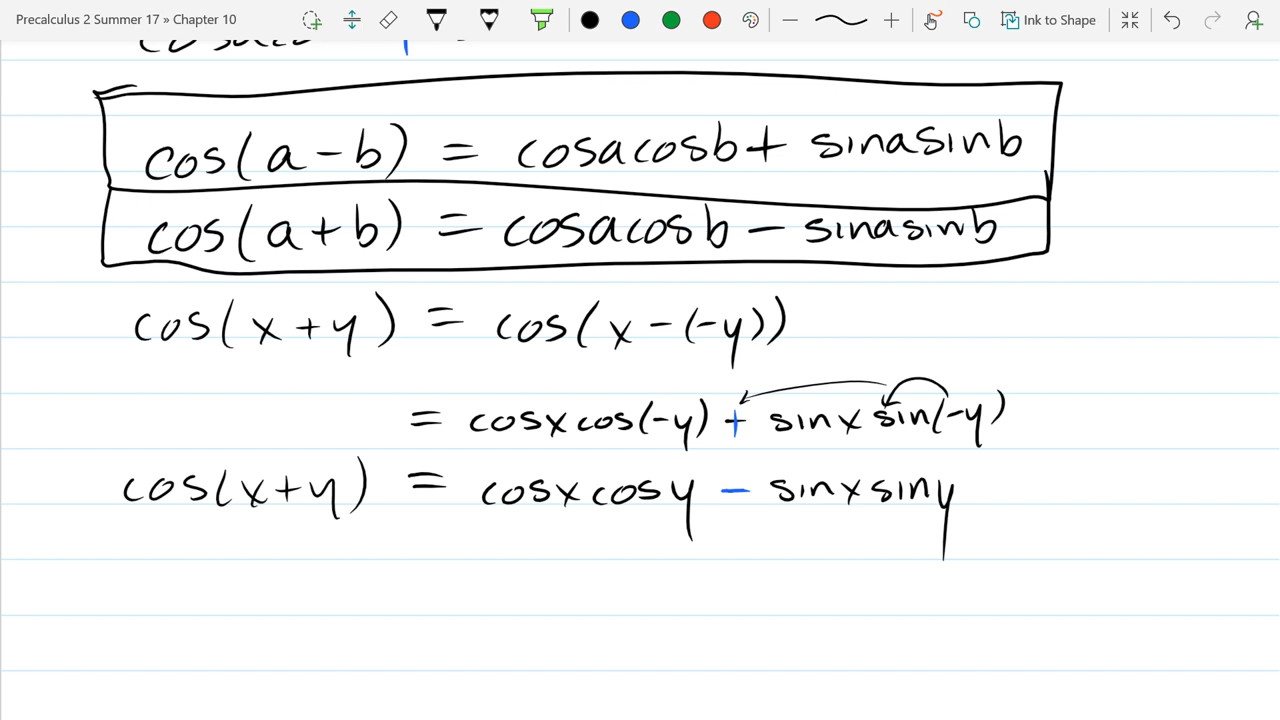 Precalculus 2 Summer 17 » Chapter 10
Ink to Shape
cos(a-b) = cosacosb + sinasinb
cos(a+b) = cosacosb - sinasinb
cos(x+y) = cos(x-(-y))
= cosxcos(-y) + sinxsin(-y)
cos(x+y) = cosxcosy - sinxsiny